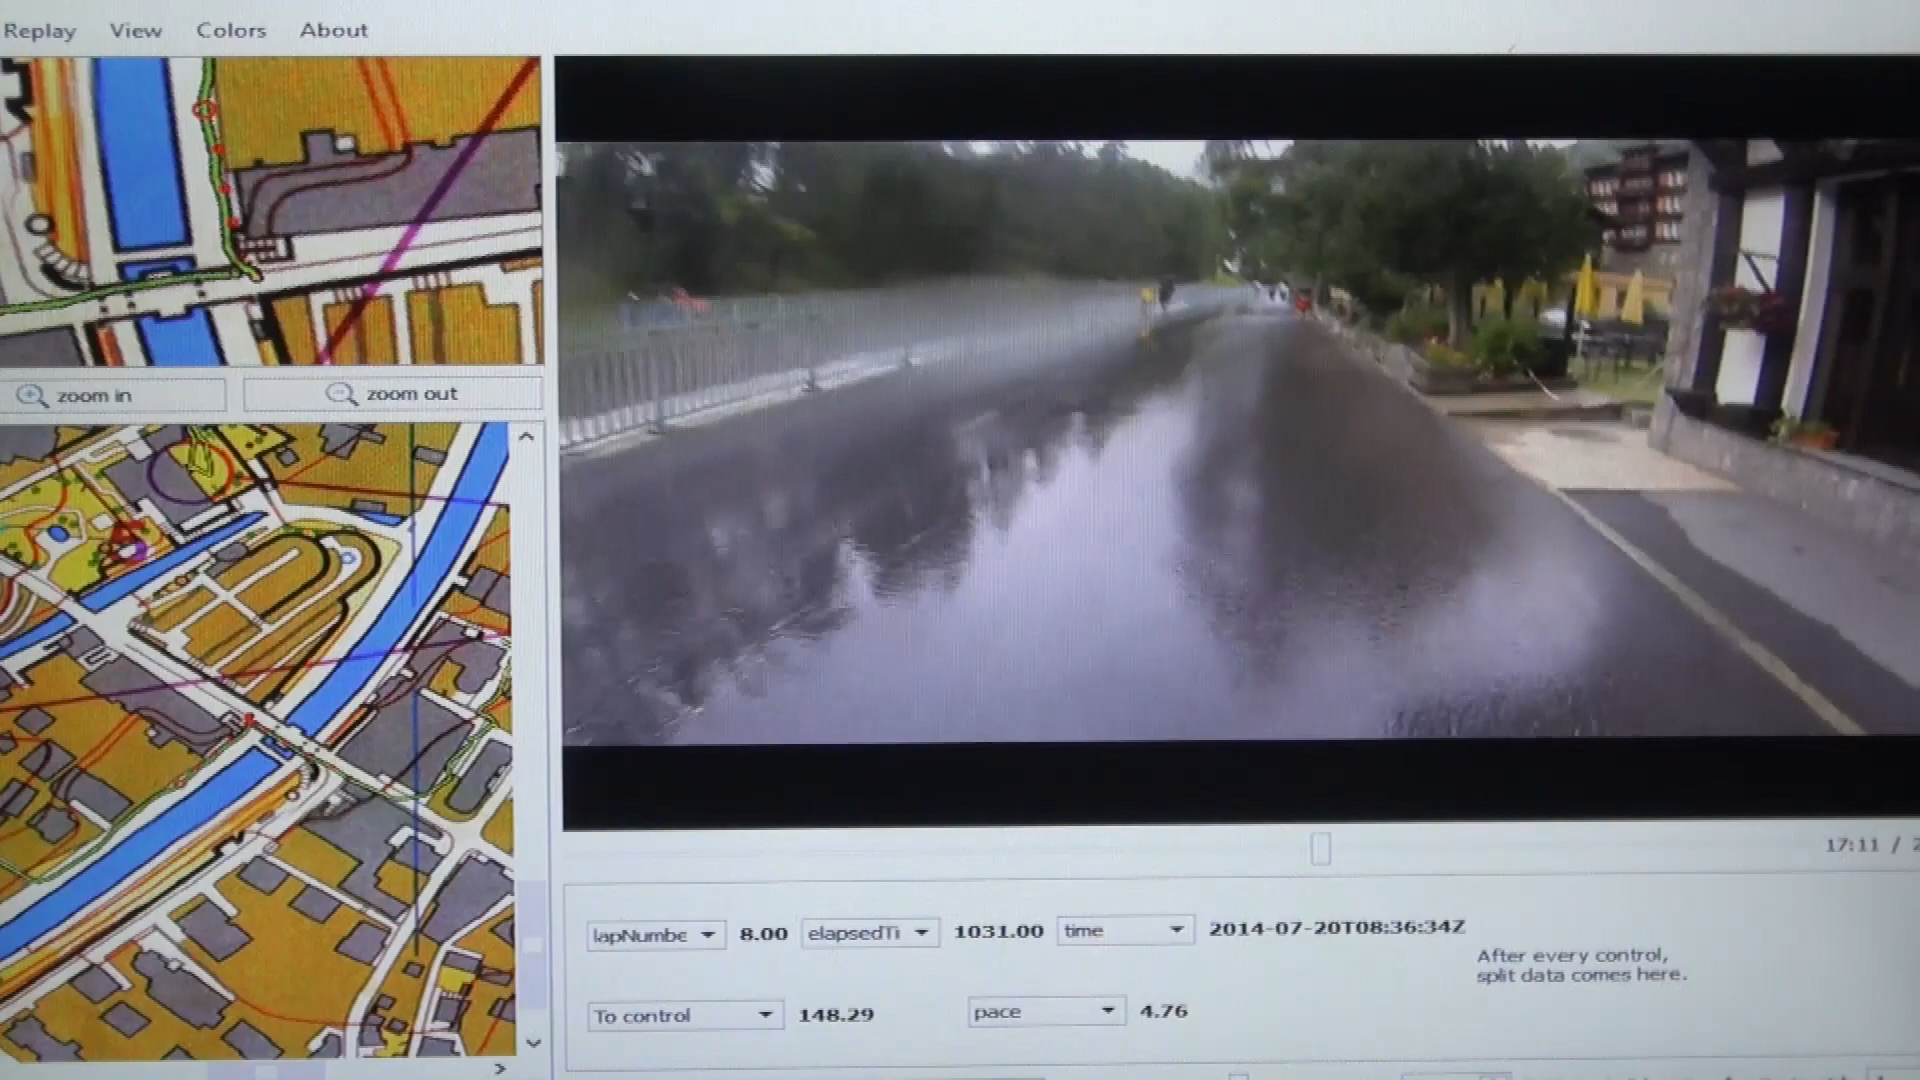 Replay View Colors About
zoom in zoom out
17:11 / 2
lapNumbe 8.00 elapsedTi 1031.00 time 2014-07-20T08:36:34Z
After every control,
split data comes here.
To control 148.29 pace 4.76